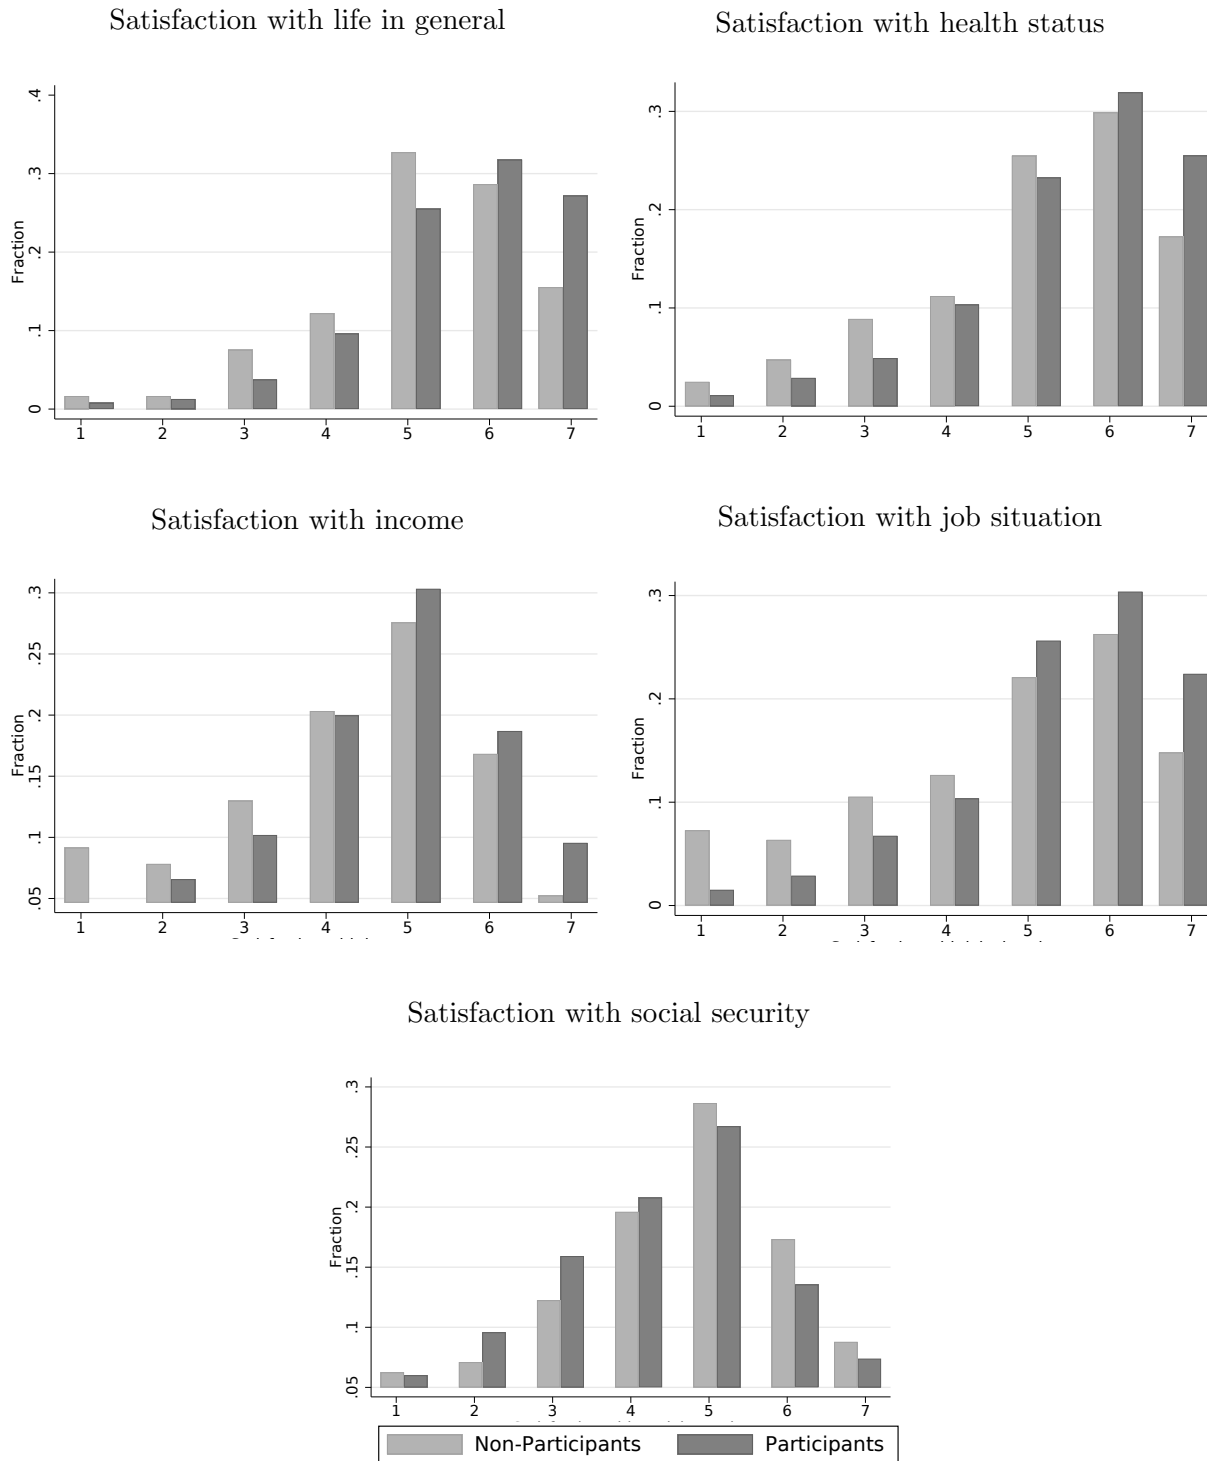 Satisfaction with life in general
.4
.3
.2
.1
0
Fraction
1 2 3 4 5 6 7
Satisfaction with health status
.3
.2
.1
0
Fraction
1 2 3 4 5 6 7
Satisfaction with income
.3
.25
.2
.15
.1
.05
Fraction
1 2 3 4 5 6 7
Satisfaction with job situation
.3
.2
.1
0
Fraction
1 2 3 4 5 6 7
Satisfaction with social security
.3
.25
.2
.15
.1
.05
Fraction
1 2 3 4 5 6 7
Non-Participants Participants